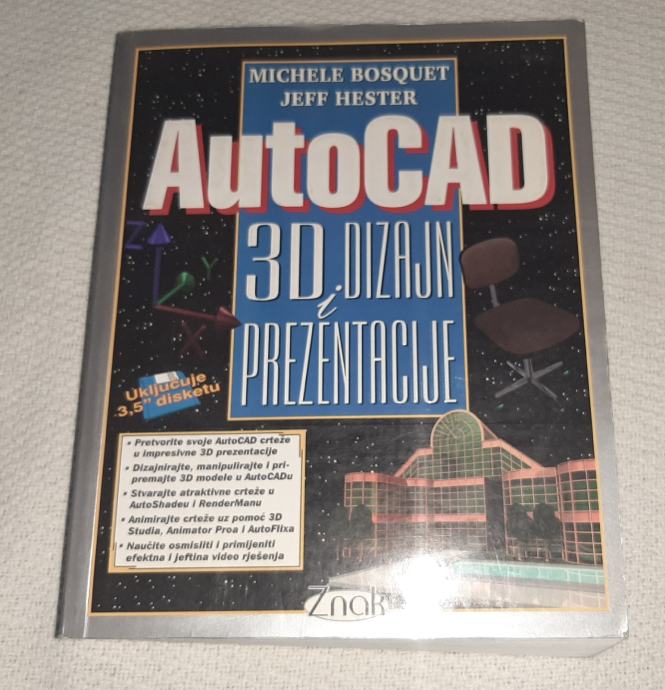 MICHELE BOSQUET
JEFF HESTER
AutoCAD
3D DIZAJN
i
PREZENTACIJE
Z
Y
X
Uključuje
3,5" disketu
• Pretvorite svoje AutoCAD crteže
u impresivne 3D prezentacije
• Dizajnirajte, manipulirajte i pri-
premajte 3D modele u AutoCADu
• Stvarajte atraktivne crteže u
AutoShadeu i RenderManu
• Animirajte crteže uz pomoć 3D
Studia, Animator Proa i AutoFlixa
• Naučite osmisliti i primijeniti
efektna i jeftina video rješenja
Znak